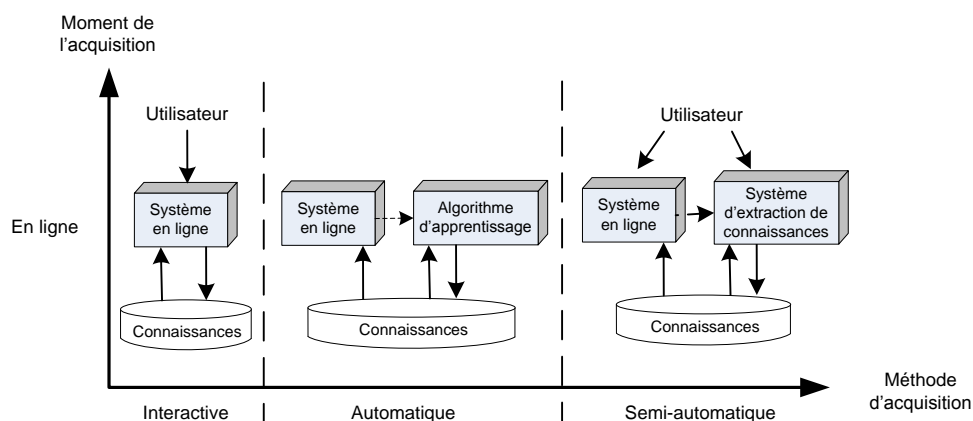 Moment de
l'acquisition
Utilisateur
Utilisateur
En ligne
Système
en ligne
Connaissances
Système
en ligne
Algorithme
d'apprentissage
Connaissances
Système
en ligne
Système
d'extraction de
connaissances
Connaissances
Interactive
Automatique
Semi-automatique
Méthode
d'acquisition